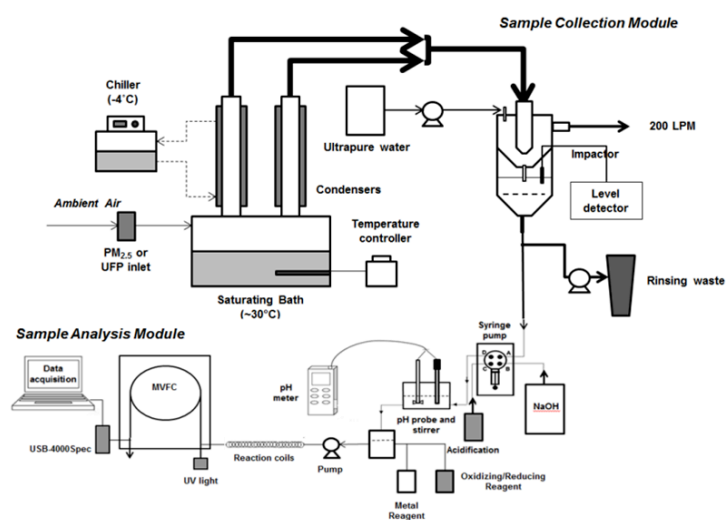 Sample Collection Module
Chiller
(-4°C)
Ultrapure water
200 LPM
Impactor
Condensers
Level
detector
Ambient Air
PM2.5 or
UFP inlet
Temperature
controller
Saturating Bath
(~30°C)
Rinsing waste
Sample Analysis Module
Syringe
pump
Data
acquisition
MVFC
pH
meter
D
A
C
B
NaOH
pH probe and
stirrer
Acidification
USB-4000Spec
Reaction coils
Pump
UV light
Oxidizing/Reducing
Reagent
Metal
Reagent